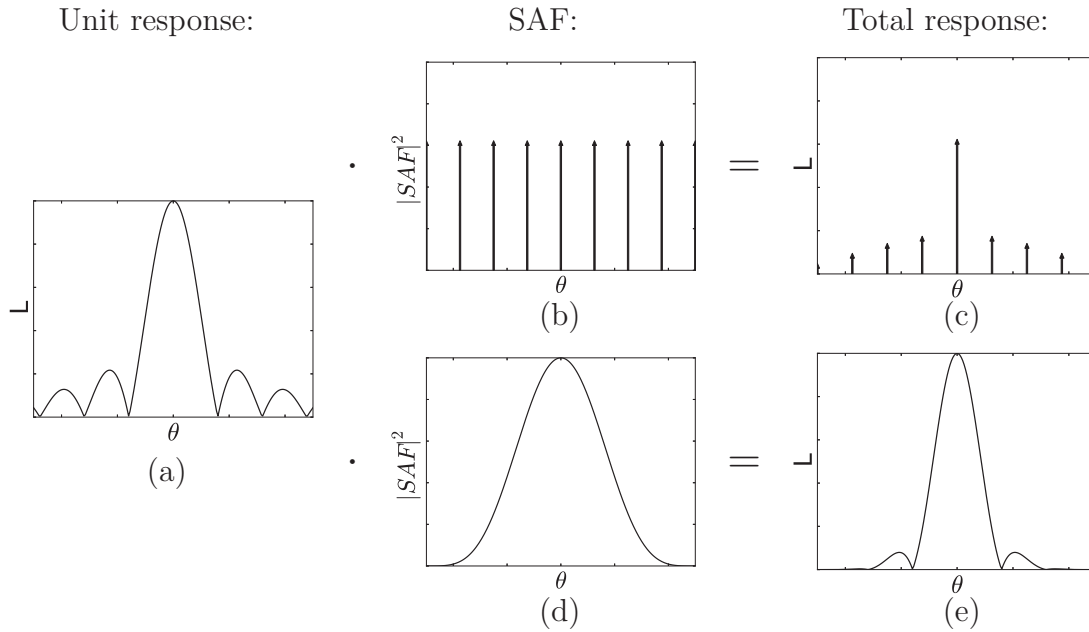 Unit response: SAF: Total response:
|SAF|²
θ
(b)
=
L
θ
(c)
L
θ
(a)
|SAF|²
θ
(d)
=
L
θ
(e)